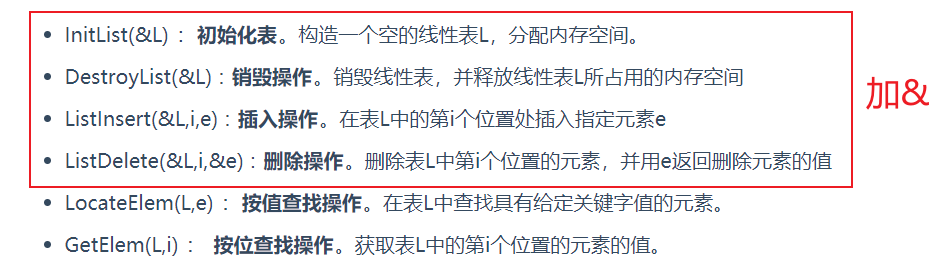 • InitList(&L) ：初始化表。构造一个空的线性表L，分配内存空间。
• DestroyList(&L)：销毁操作。销毁线性表，并释放线性表L所占用的内存空间
• ListInsert(&L,i,e)：插入操作。在表L中的第i个位置处插入指定元素e
• ListDelete(&L,i,&e)：删除操作。删除表L中第i个位置的元素，并用e返回删除元素的值
• LocateElem(L,e) ：按值查找操作。在表L中查找具有给定关键字值的元素。
• GetElem(L,i) ： 按位查找操作。获取表L中的第i个位置的元素的值。
加&